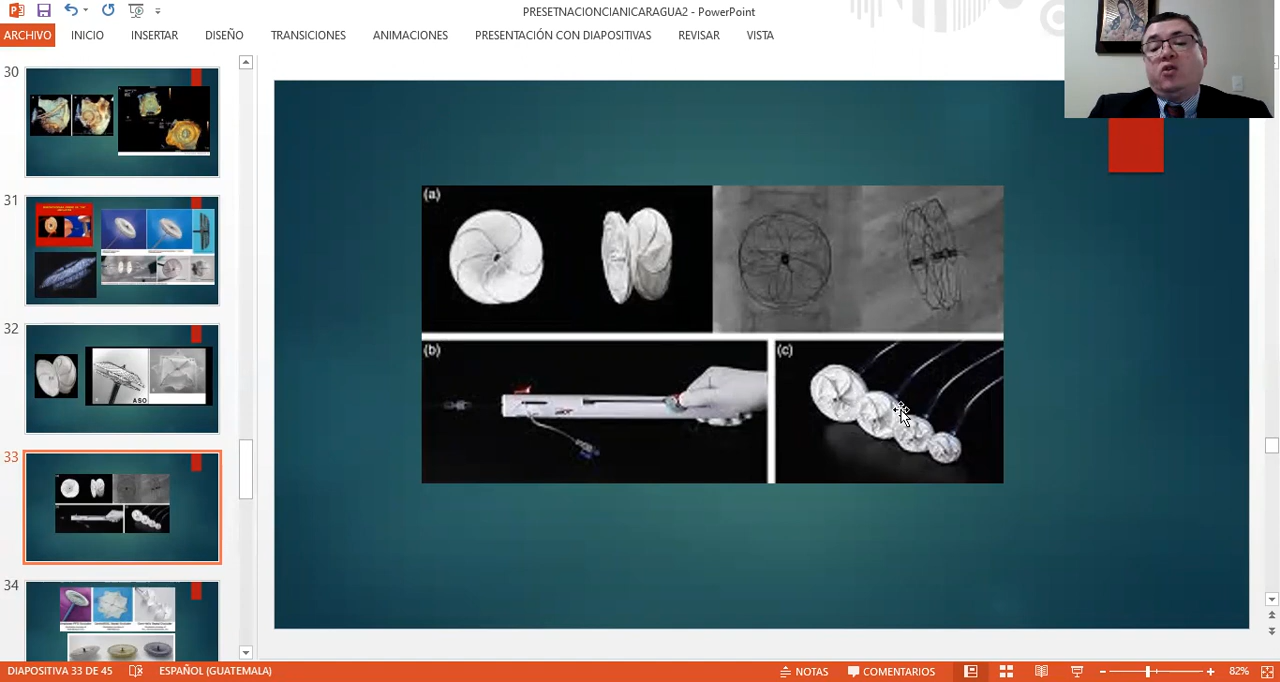 PRESETNACIONCIANICARAGUA2 - PowerPoint
ARCHIVO INICIO INSERTAR DISEÑO TRANSICIONES ANIMACIONES PRESENTACIÓN CON DIAPOSITIVAS REVISAR VISTA
30
31
32
ASO
33
34
(a)
(b)
(c)
DIAPOSITIVA 33 DE 45 ESPAÑOL (GUATEMALA) NOTAS COMENTARIOS 82%